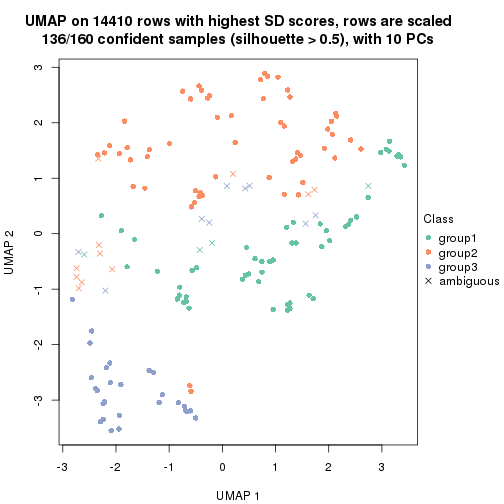 UMAP on 14410 rows with highest SD scores, rows are scaled
136/160 confident samples (silhouette > 0.5), with 10 PCs
3
2
1
0
-1
-2
-3
UMAP 2
-3
-2
-1
0
1
2
3
UMAP 1
Class
group1
group2
group3
ambiguous